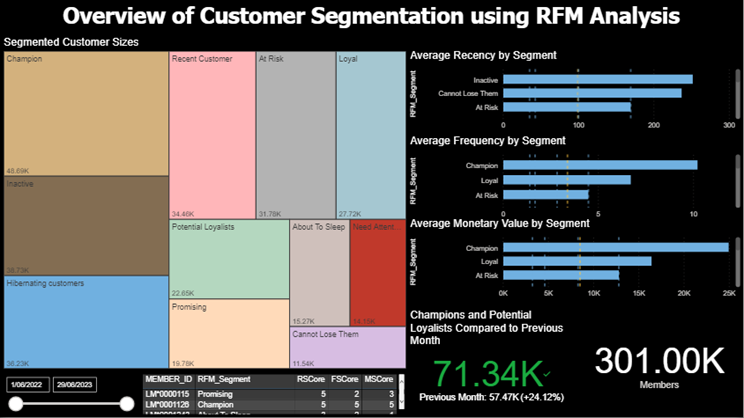 Overview of Customer Segmentation using RFM Analysis
Segmented Customer Sizes
Champion
48.69K
Inactive
38.73K
Hibernating customers
36.23K
Recent Customer
34.46K
At Risk
31.78K
Loyal
27.72K
Potential Loyalists
22.65K
Promising
19.78K
About To Sleep
15.27K
Need Attent...
Cannot Lose Them
11.54K
1/06/2022
29/06/2023
MEMBER_ID RFM_Segment RSCore FSCore MSCore
LM*0000115 Promising 5 2 3
LM*0001126 Champion 5 5 5
Average Recency by Segment
RFM_Segment
Inactive
Cannot Lose Them
At Risk
0 100 200 300
Average Frequency by Segment
RFM_Segment
Champion
Loyal
At Risk
0 5 10
Average Monetary Value by Segment
RFM_Segment
Champion
Loyal
At Risk
0K 5K 10K 15K 20K 25K
Champions and Potential
Loyalists Compared to Previous
Month
71.34K
Previous Month: 57.47K (+24.12%)
301.00K
Members